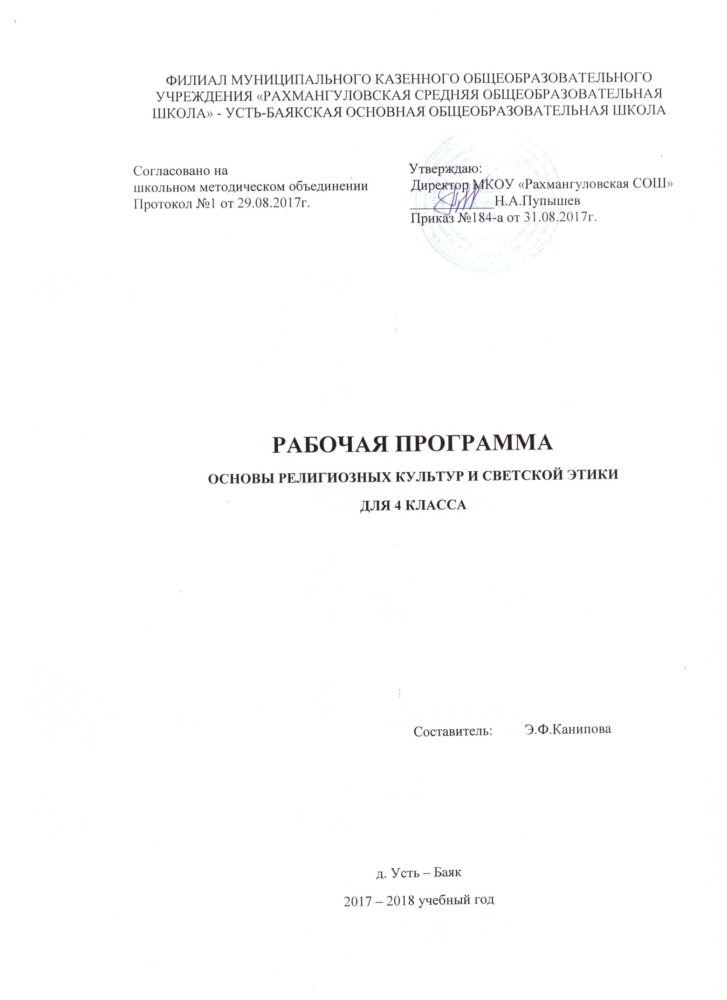 ФИЛИАЛ МУНИЦИПАЛЬНОГО КАЗЕННОГО ОБЩЕОБРАЗОВАТЕЛЬНОГО
УЧРЕЖДЕНИЯ «РАХМАНГУЛОВСКАЯ СРЕДНЯЯ ОБЩЕОБРАЗОВАТЕЛЬНАЯ
ШКОЛА» - УСТЬ-БАЯКСКАЯ ОСНОВНАЯ ОБЩЕОБРАЗОВАТЕЛЬНАЯ ШКОЛА
Согласовано на
школьном методическом объединении
Протокол №1 от 29.08.2017г.
Утверждаю:
Директор МКОУ «Рахмангуловская СОШ»
____________Н.А.Пупышев
Приказ №184-а от 31.08.2017г.
РАБОЧАЯ ПРОГРАММА
ОСНОВЫ РЕЛИГИОЗНЫХ КУЛЬТУР И СВЕТСКОЙ ЭТИКИ
ДЛЯ 4 КЛАССА
Составитель: Э.Ф.Канипова
д. Усть – Баяк
2017 – 2018 учебный год